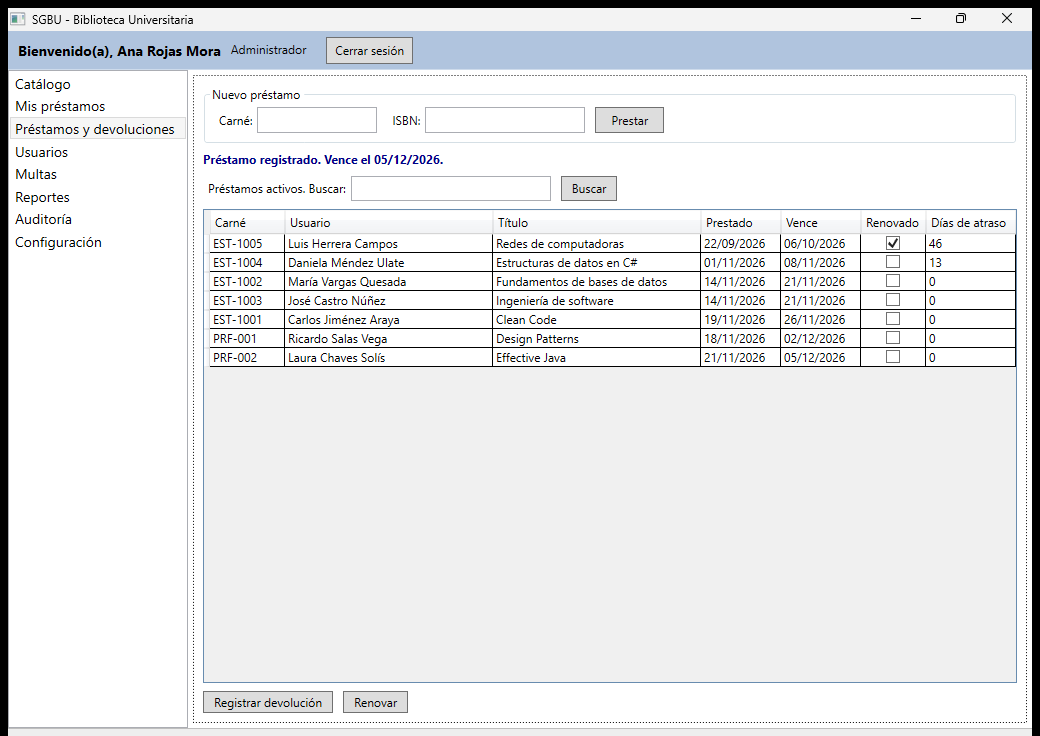 SGBU - Biblioteca Universitaria
Bienvenido(a), Ana Rojas Mora Administrador Cerrar sesión
Catálogo
Mis préstamos
Préstamos y devoluciones
Usuarios
Multas
Reportes
Auditoría
Configuración
Nuevo préstamo
Carné: ISBN: Prestar
Préstamo registrado. Vence el 05/12/2026.
Préstamos activos. Buscar: Buscar
Carné Usuario Título Prestado Vence Renovado Días de atraso
EST-1005 Luis Herrera Campos Redes de computadoras 22/09/2026 06/10/2026 46
EST-1004 Daniela Méndez Ulate Estructuras de datos en C# 01/11/2026 08/11/2026 13
EST-1002 María Vargas Quesada Fundamentos de bases de datos 14/11/2026 21/11/2026 0
EST-1003 José Castro Núñez Ingeniería de software 14/11/2026 21/11/2026 0
EST-1001 Carlos Jiménez Araya Clean Code 19/11/2026 26/11/2026 0
PRF-001 Ricardo Salas Vega Design Patterns 18/11/2026 02/12/2026 0
PRF-002 Laura Chaves Solís Effective Java 21/11/2026 05/12/2026 0
Registrar devolución Renovar